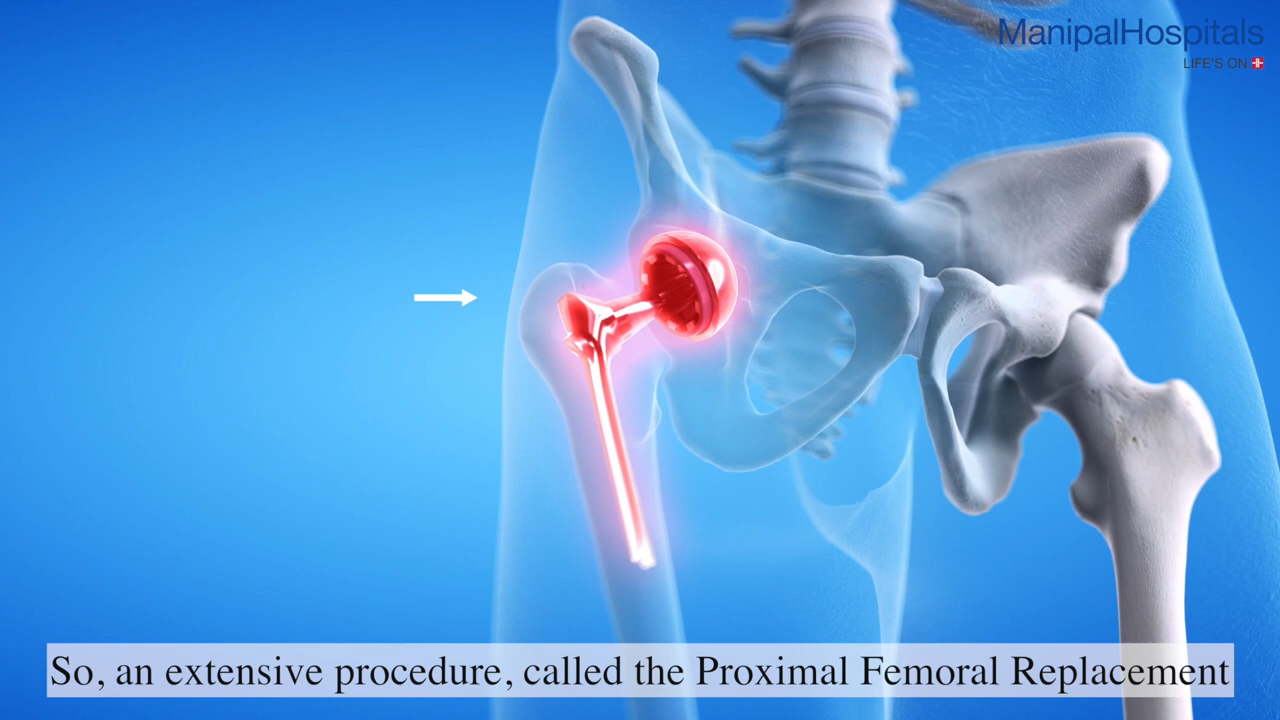 ManipalHospitals
LIFE'S ON
So, an extensive procedure, called the Proximal Femoral Replacement